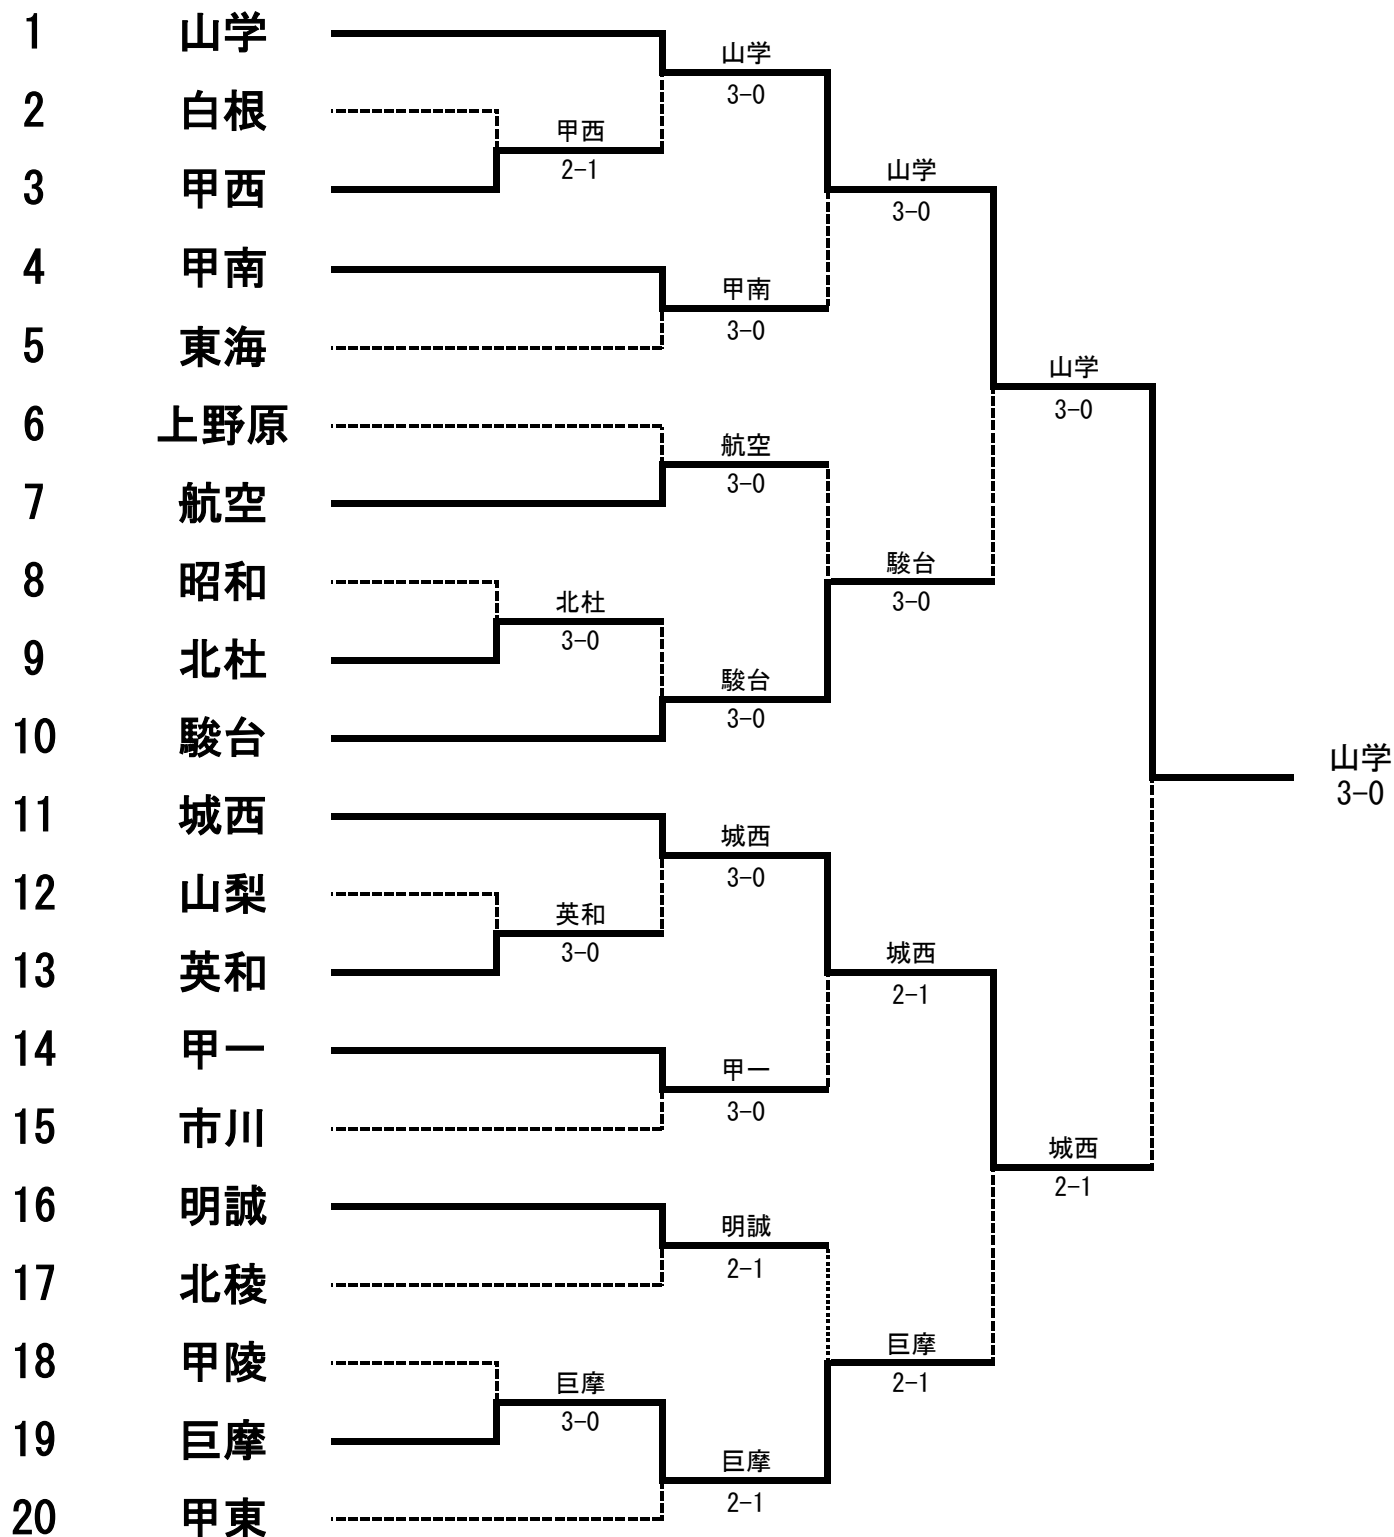 1 山学
山学
3-0
2 白根
甲西
2-1
山学
3-0
3 甲西
4 甲南
甲南
3-0
5 東海
山学
3-0
6 上野原
航空
3-0
7 航空
8 昭和
駿台
3-0
北杜
3-0
9 北杜
駿台
3-0
10 駿台
山学
3-0
11 城西
城西
3-0
12 山梨
英和
3-0
13 英和
城西
2-1
14 甲一
甲一
3-0
15 市川
城西
2-1
16 明誠
明誠
2-1
17 北稜
18 甲陵
巨摩
2-1
巨摩
3-0
19 巨摩
巨摩
2-1
20 甲東